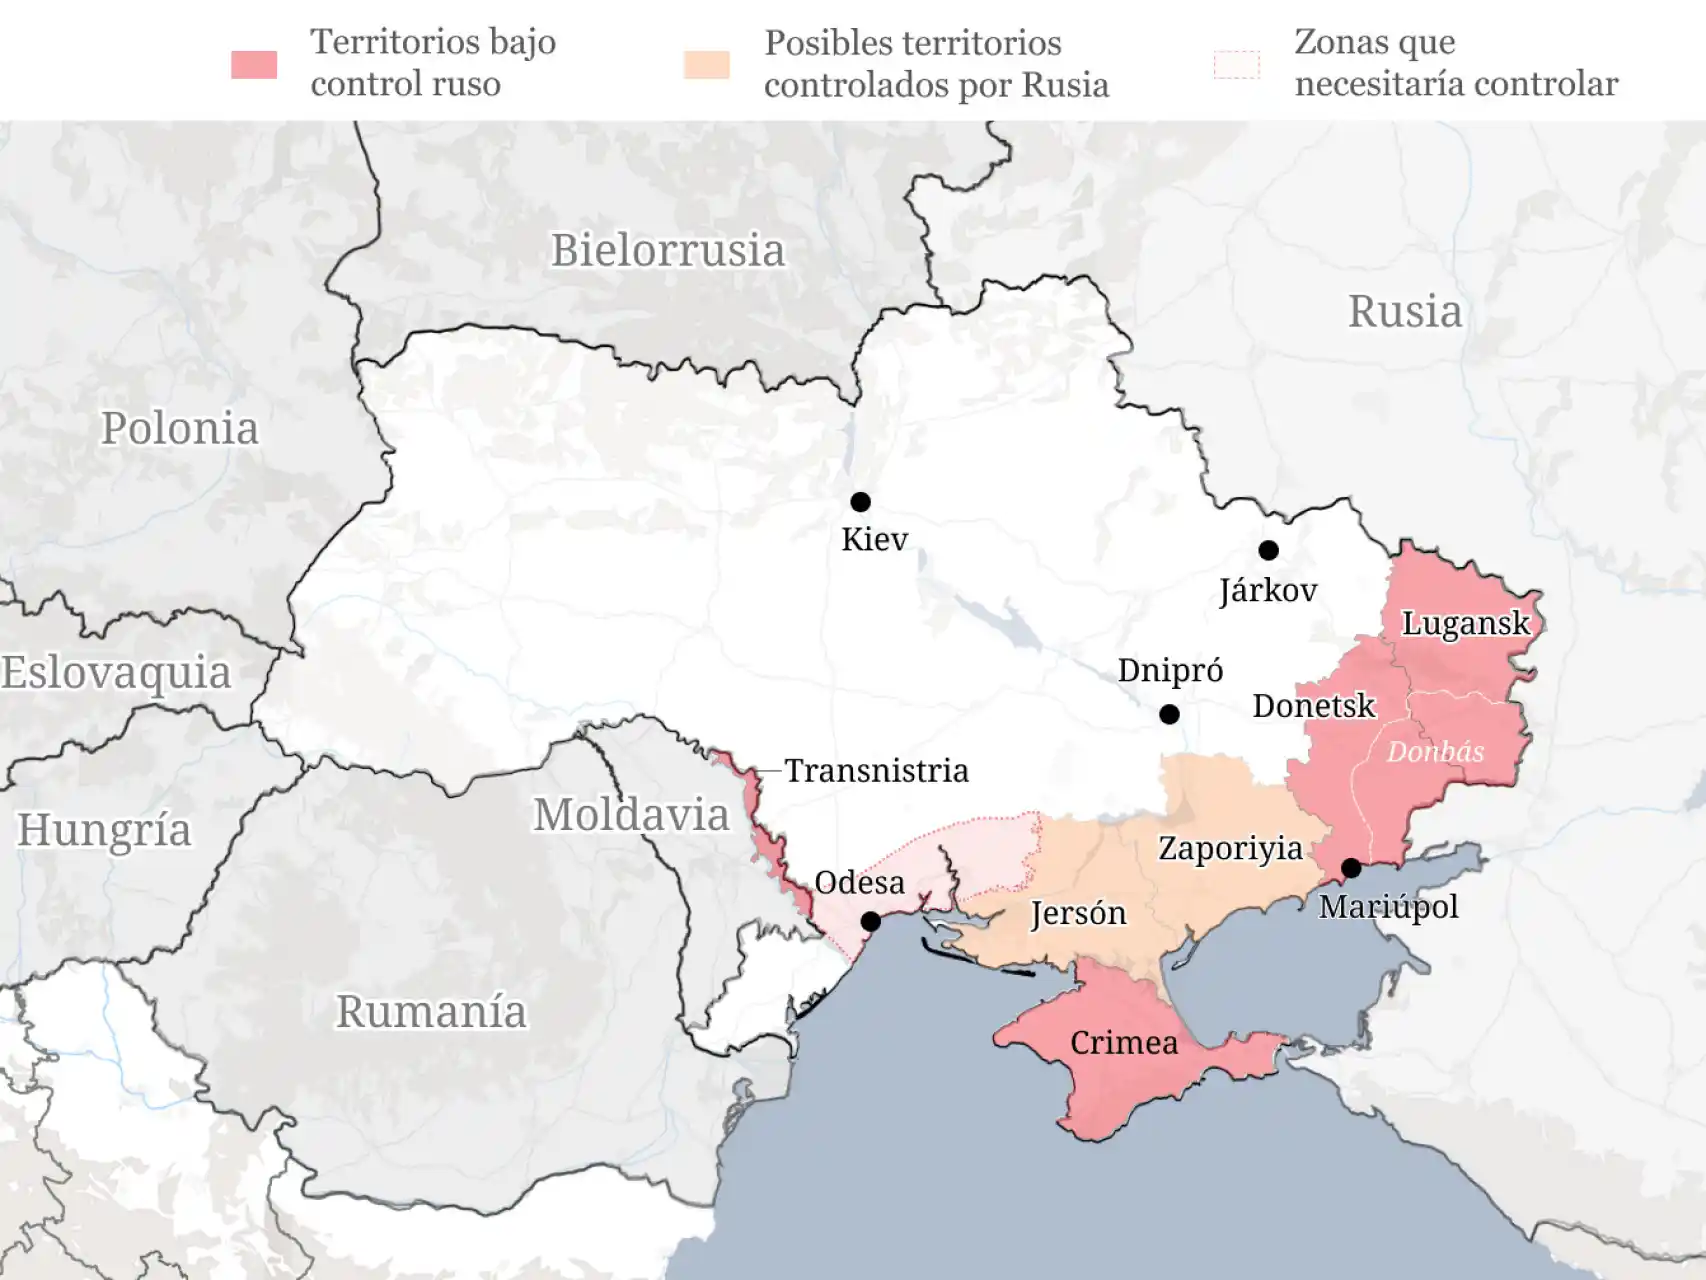 Territorios bajo
control ruso
Posibles territorios
controlados por Rusia
Zonas que
necesitaría controlar
Bielorrusia
Rusia
Polonia
Kiev
Járkov
Lugansk
Eslovaquia
Dnipró
Donetsk
Donbás
Transnistria
Moldavia
Hungría
Zaporiyia
Odesa
Jersón
Mariúpol
Rumanía
Crimea